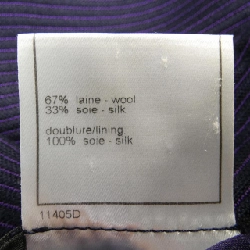 67% laine - wool
33% soie - silk
doublure/lining
100% soie - silk
11405D